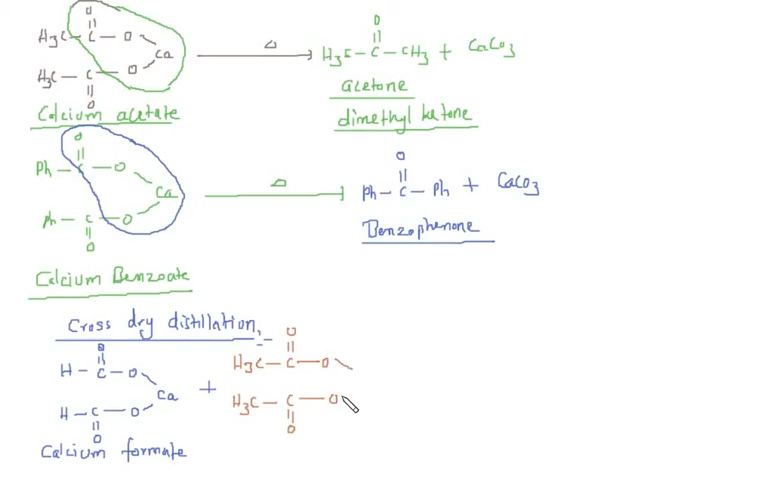 O
H3C — C — O Ca
Δ
O
H3C — C — CH3 + CaCO3
H3C — C — O
O
Calcium acetate
acetone
dimethyl ketone
O
Ph — C — O Ca
Δ
O
Ph — C — Ph + CaCO3
Ph — C — O
O
Benzophenone
Calcium Benzoate
Cross dry distillation:-
O
H — C — O Ca
H — C — O
O
+
O
H3C — C — O
H3C — C — O
O
Calcium formate